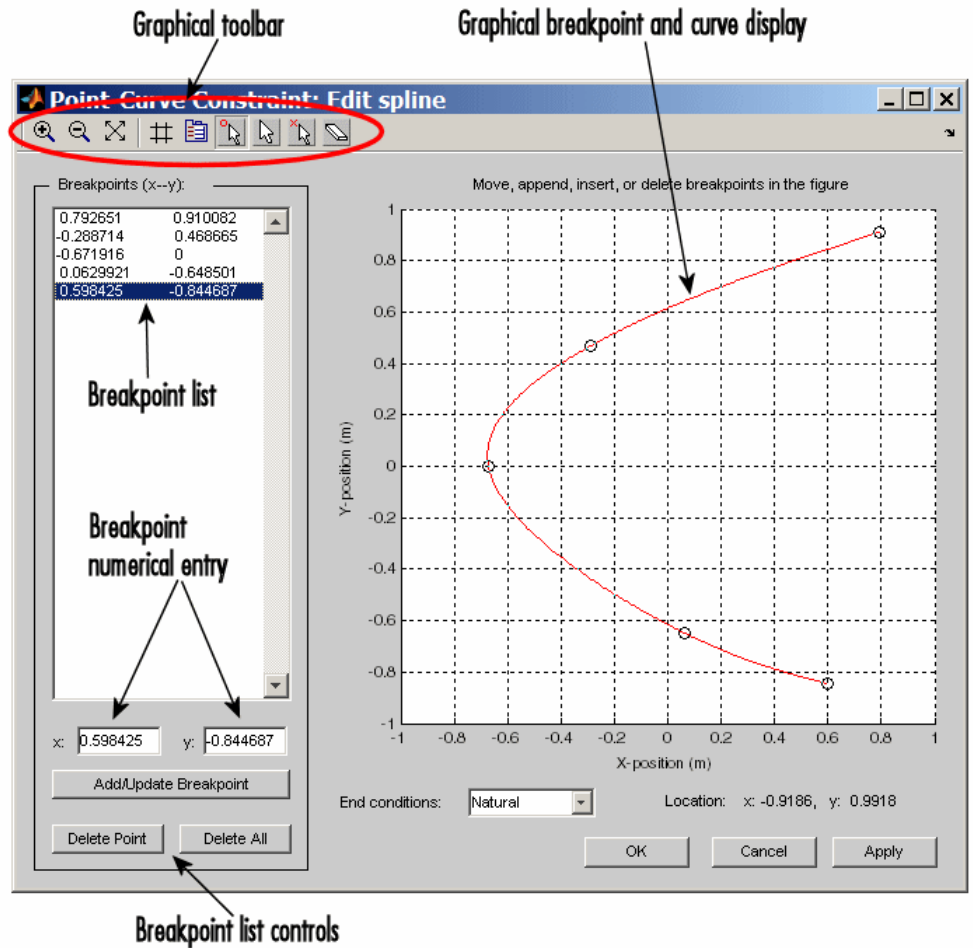 Graphical toolbar
Graphical breakpoint and curve display
Point-Curve Constraint: Edit spline
Breakpoints (x--y):
0.792651 0.910082
-0.288714 0.468665
-0.671916 0
0.0629921 -0.648501
0.598425 -0.844687
Breakpoint list
Breakpoint
numerical entry
x: 0.598425 y: -0.844687
Add/Update Breakpoint
Delete Point Delete All
Breakpoint list controls
Move, append, insert, or delete breakpoints in the figure
1
0.8
0.6
0.4
0.2
0
-0.2
-0.4
-0.6
-0.8
-1
Y-position (m)
-1 -0.8 -0.6 -0.4 -0.2 0 0.2 0.4 0.6 0.8 1
X-position (m)
End conditions: Natural
Location: x: -0.9186, y: 0.9918
OK Cancel Apply